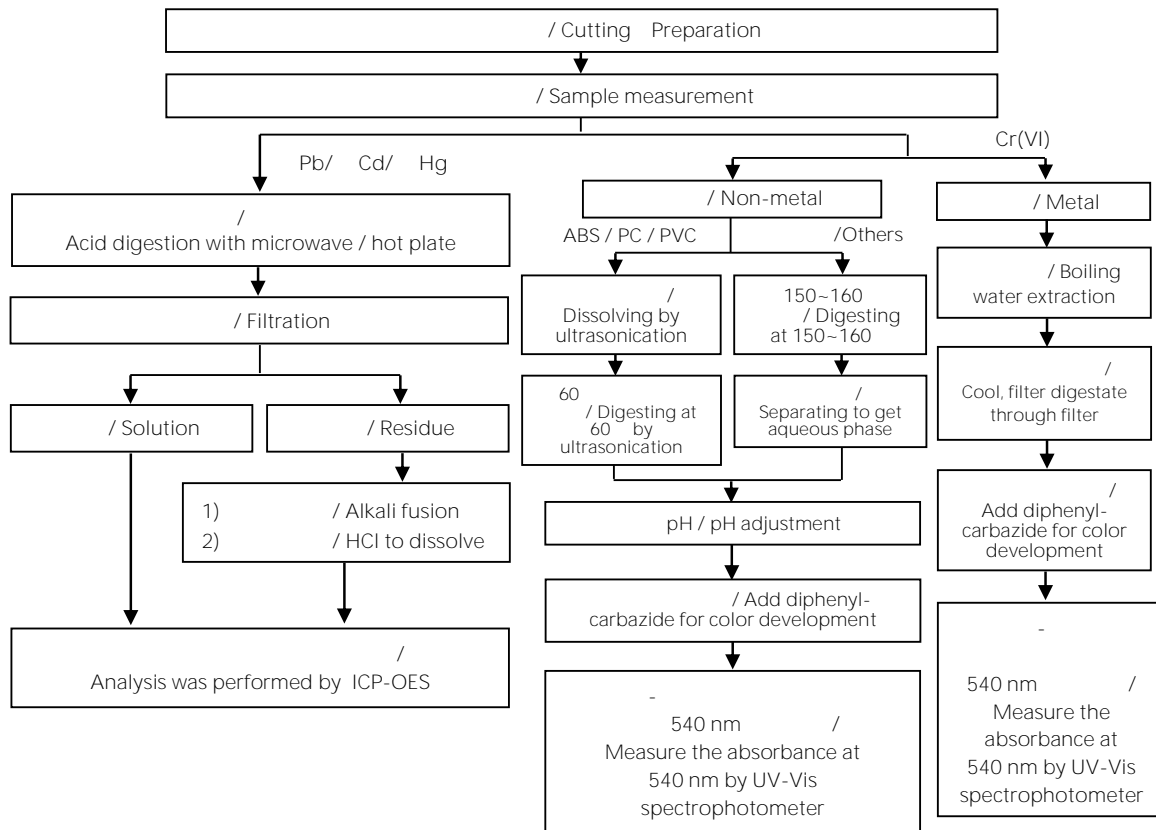 / Cutting Preparation
/ Sample measurement
Pb/ Cd/ Hg
Cr(VI)
/
Acid digestion with microwave / hot plate
/ Filtration
/ Solution
/ Residue
1) / Alkali fusion
2) / HCl to dissolve
/
Analysis was performed by ICP-OES
/ Non-metal
ABS / PC / PVC
/Others
/
Dissolving by
ultrasonication
60
/ Digesting at
60 by
ultrasonication
150~160
/ Digesting
at 150~160
/
Separating to get
aqueous phase
pH / pH adjustment
/ Add diphenyl-
carbazide for color development
-
540 nm /
Measure the absorbance at
540 nm by UV-Vis
spectrophotometer
/ Metal
/ Boiling
water extraction
/
Cool, filter digestate
through filter
/
Add diphenyl-
carbazide for color
development
-
540 nm /
Measure the
absorbance at
540 nm by UV-Vis
spectrophotometer